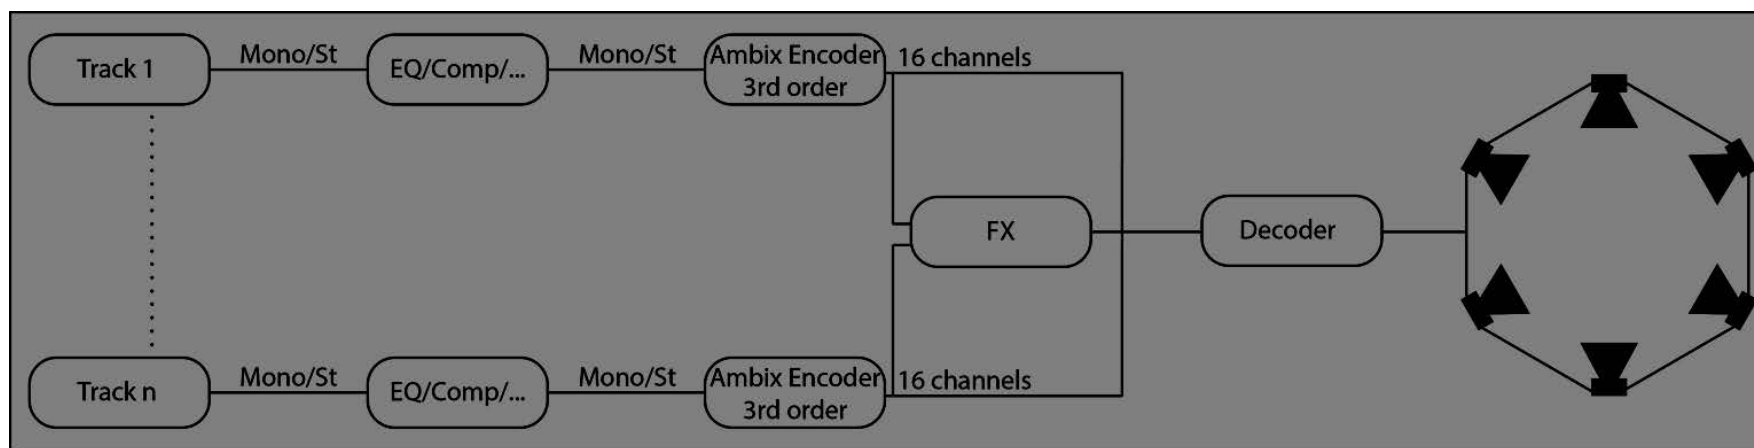 Track 1
Mono/St
EQ/Comp/...
Mono/St
Ambix Encoder
3rd order
16 channels
FX
Decoder
Track n
Mono/St
EQ/Comp/...
Mono/St
Ambix Encoder
3rd order
16 channels